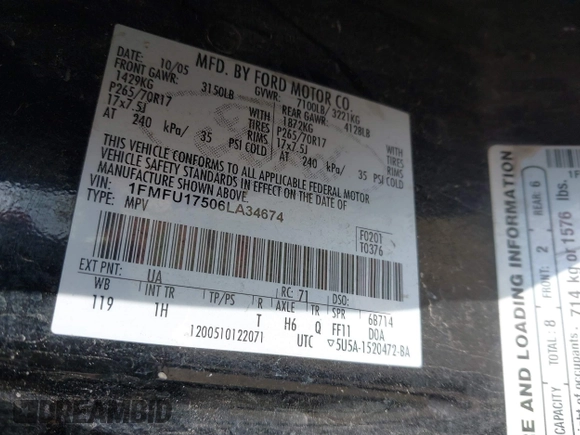 MFD. BY FORD MOTOR CO.
DATE: 10/05 GVWR: 7100LB/ 3221KG
FRONT GAWR: 3150LB REAR GAWR: 4128LB
1429KG WITH 1872KG WITH
P265/70R17 TIRES P265/70R17 TIRES
17x7.5J RIMS 17x7.5J RIMS
AT 240 kPa/ 35 PSI COLD AT 240 kPa/ 35 PSI COLD
THIS VEHICLE CONFORMS TO ALL APPLICABLE FEDERAL MOTOR
VEHICLE SAFETY STANDARDS IN EFFECT ON THE DATE OF
MANUFACTURE SHOWN ABOVE.
VIN: 1FMFU17506LA34674
TYPE: MPV
F0201
T0376
EXT PNT: UA RC: 71 DSO:
WB INT TR TP/PS R AXLE TR SPR 6B714
119 1H T H6 Q FF11 DOA
1200510122071 UTC ▽5U5A-1520472-BA
E AND LOADING INFORMATION
CAPACITY TOTAL: 8 FRONT: 2 REAR: 6
of occupants 714 kg or 1576 lbs.
DREAMBID